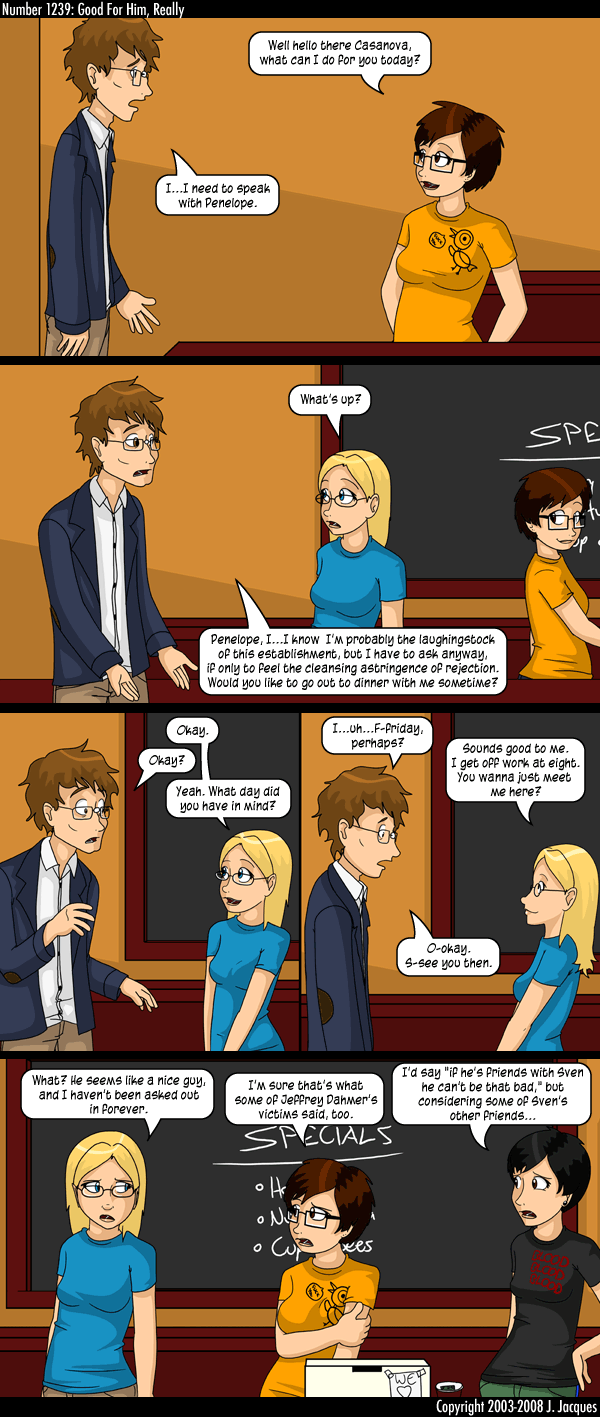 Number 1239: Good For Him, Really
Well hello there Casanova,
what can I do for you today?
I...I need to speak
with Penelope.
What's up?
SPE
Penelope, I...I know I'm probably the laughingstock
of this establishment, but I have to ask anyway,
if only to feel the cleansing astringence of rejection.
Would you like to go out to dinner with me sometime?
Okay.
Okay?
Yeah. What day did
you have in mind?
I...uh...F-friday,
perhaps?
Sounds good to me.
I get off work at eight.
You wanna just meet
me here?
O-okay.
S-see you then.
What? He seems like a nice guy,
and I haven't been asked out
in forever.
I'm sure that's what
some of Jeffrey Dahmer's
victims said, too.
I'd say "if he's friends with Sven
he can't be that bad," but
considering some of Sven's
other friends...
SPECIALS
WE
Copyright 2003-2008 J. Jacques